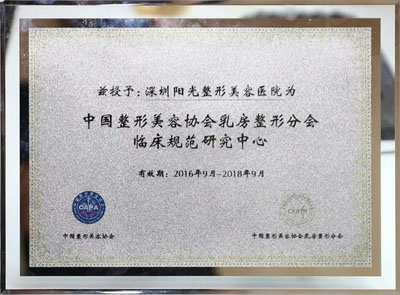 兹授予：深圳阳光整形美容医院为
中国整形美容协会乳房整形分会
临床规范研究中心
有效期：2016年9月-2018年9月
CAPA
中国整形美容协会
中国整形美容协会乳房整形分会